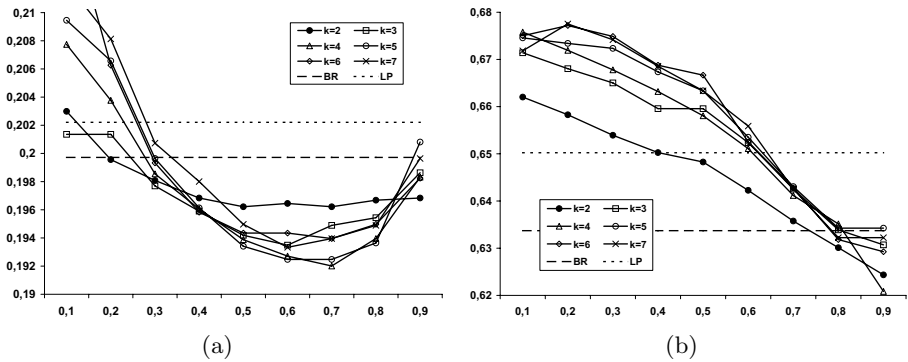 0,21
0,208
0,206
0,204
0,202
0,2
0,198
0,196
0,194
0,192
0,19
0,1 0,2 0,3 0,4 0,5 0,6 0,7 0,8 0,9
k=2 k=3
k=4 k=5
k=6 k=7
BR LP
(a)
0,68
0,67
0,66
0,65
0,64
0,63
0,62
0,1 0,2 0,3 0,4 0,5 0,6 0,7 0,8 0,9
k=2 k=3
k=4 k=5
k=6 k=7
BR LP
(b)